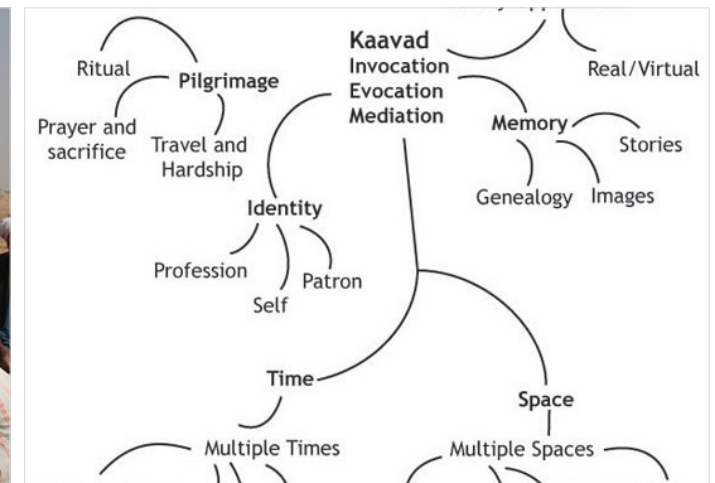 Kaavad
Invocation
Evocation
Mediation
Ritual
Pilgrimage
Prayer and
sacrifice
Travel and
Hardship
Real/Virtual
Memory
Stories
Genealogy
Images
Identity
Profession
Self
Patron
Time
Multiple Times
Space
Multiple Spaces